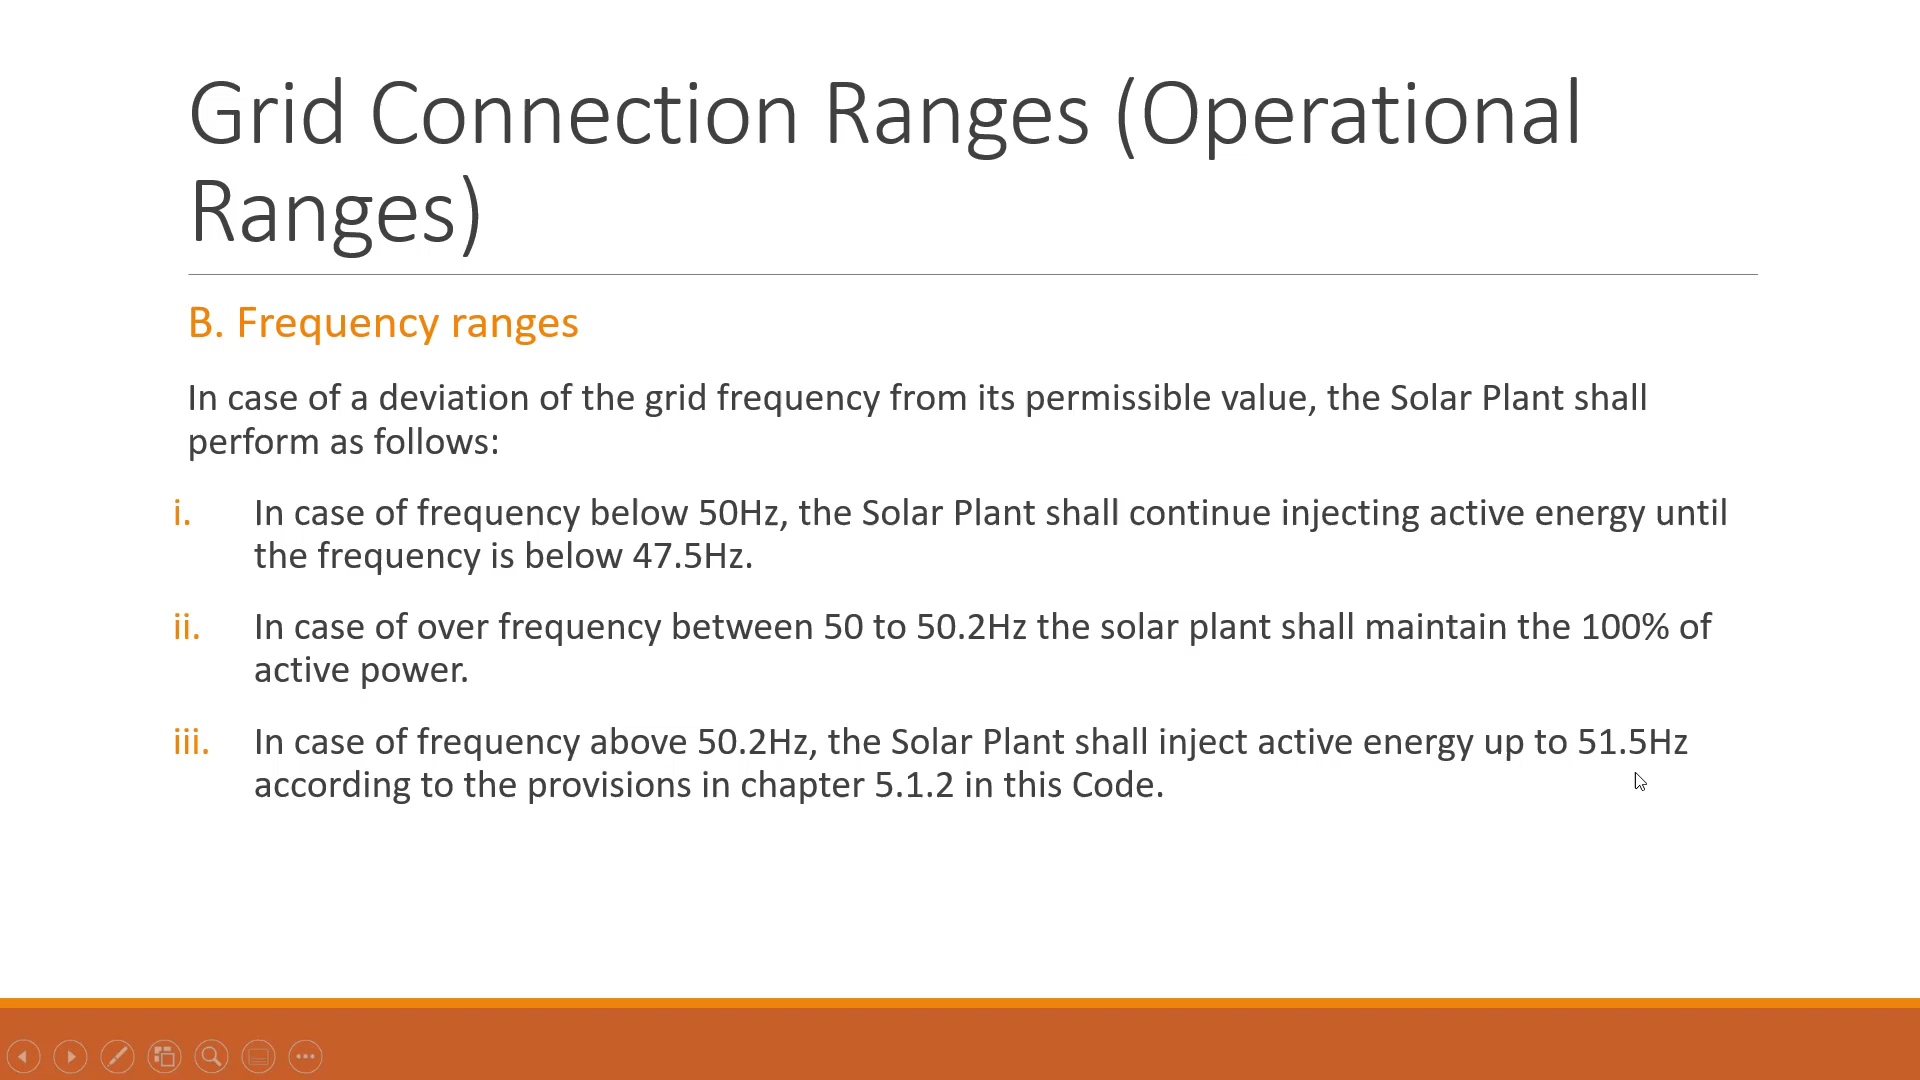 Grid Connection Ranges (Operational
Ranges)
B. Frequency ranges
In case of a deviation of the grid frequency from its permissible value, the Solar Plant shall
perform as follows:
i. In case of frequency below 50Hz, the Solar Plant shall continue injecting active energy until
the frequency is below 47.5Hz.
ii. In case of over frequency between 50 to 50.2Hz the solar plant shall maintain the 100% of
active power.
iii. In case of frequency above 50.2Hz, the Solar Plant shall inject active energy up to 51.5Hz
according to the provisions in chapter 5.1.2 in this Code.